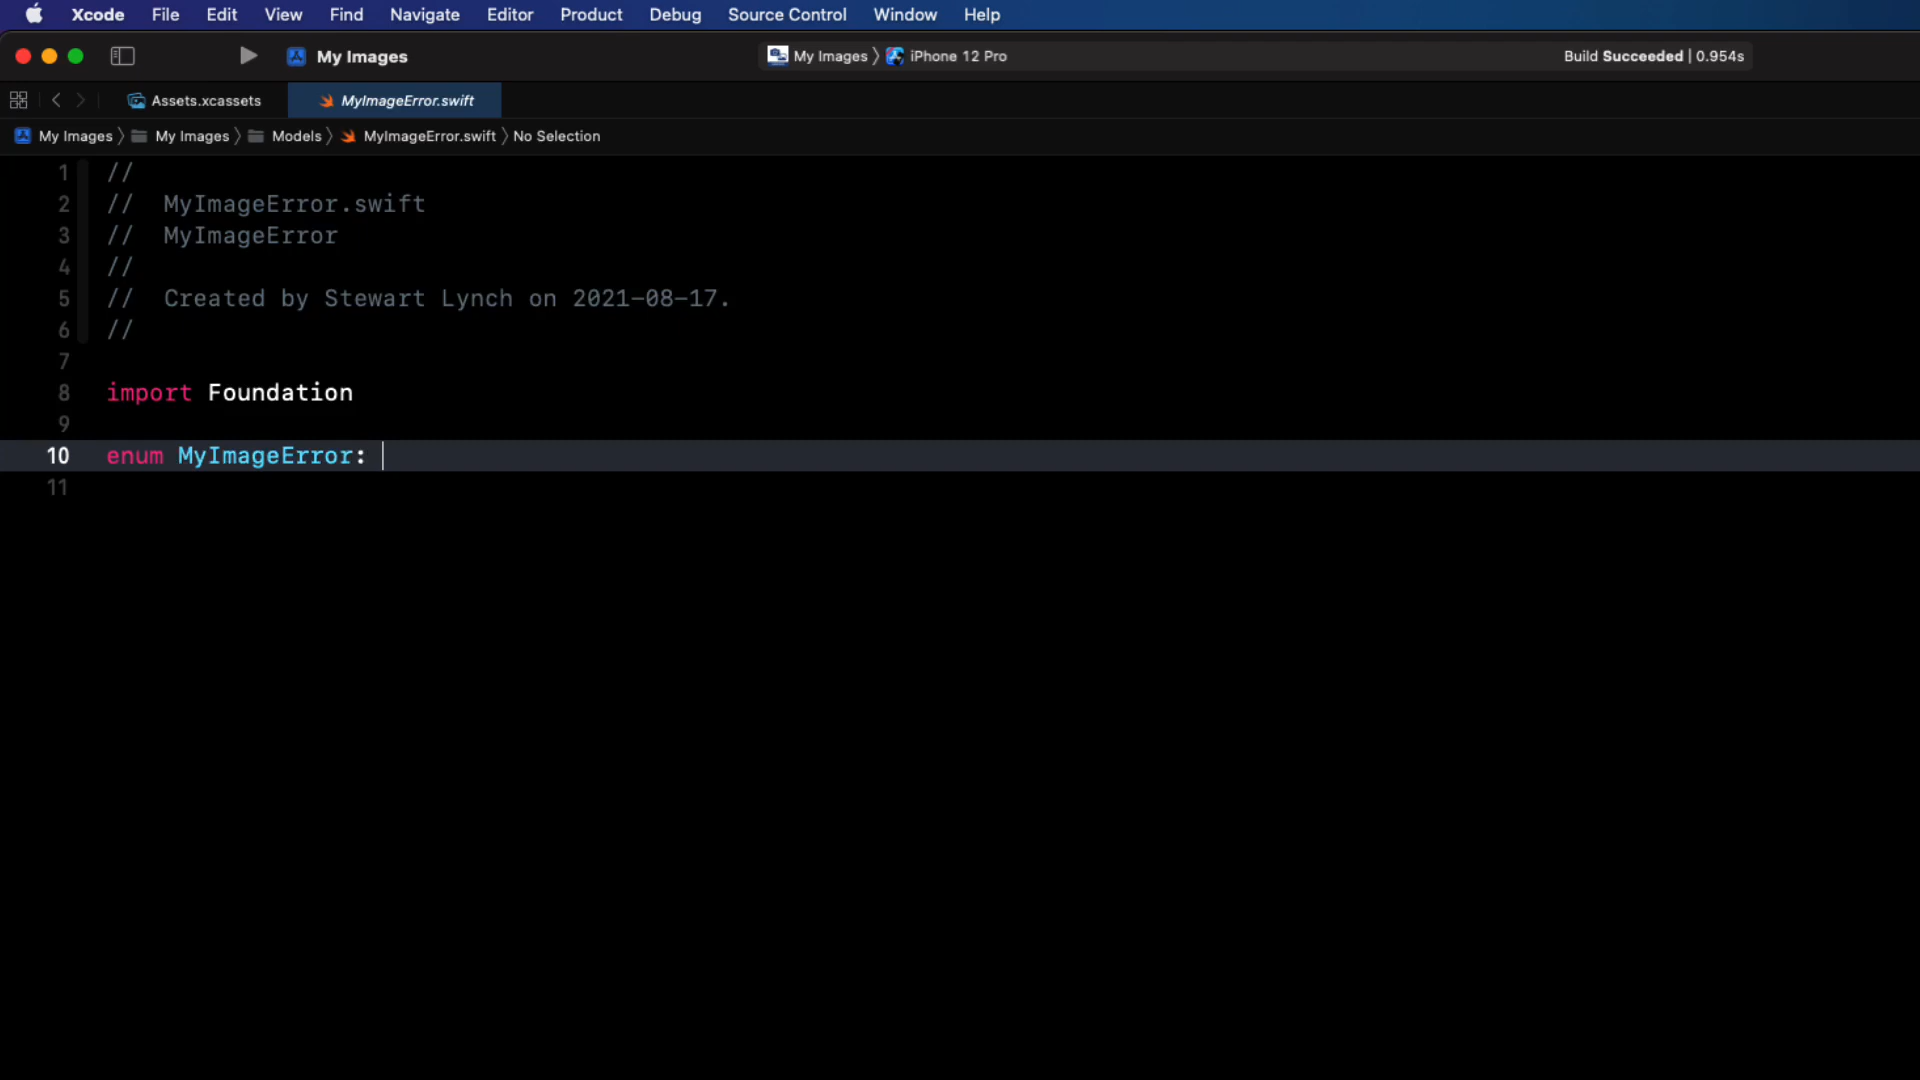 Xcode File Edit View Find Navigate Editor Product Debug Source Control Window Help
My Images My Images 〉 iPhone 12 Pro Build Succeeded | 0.954s
Assets.xcassets MyImageError.swift
My Images 〉 My Images 〉 Models 〉 MyImageError.swift 〉 No Selection
1 //
2 //  MyImageError.swift
3 //  MyImageError
4 //
5 //  Created by Stewart Lynch on 2021-08-17.
6 //
7
8 import Foundation
9
10 enum MyImageError:
11